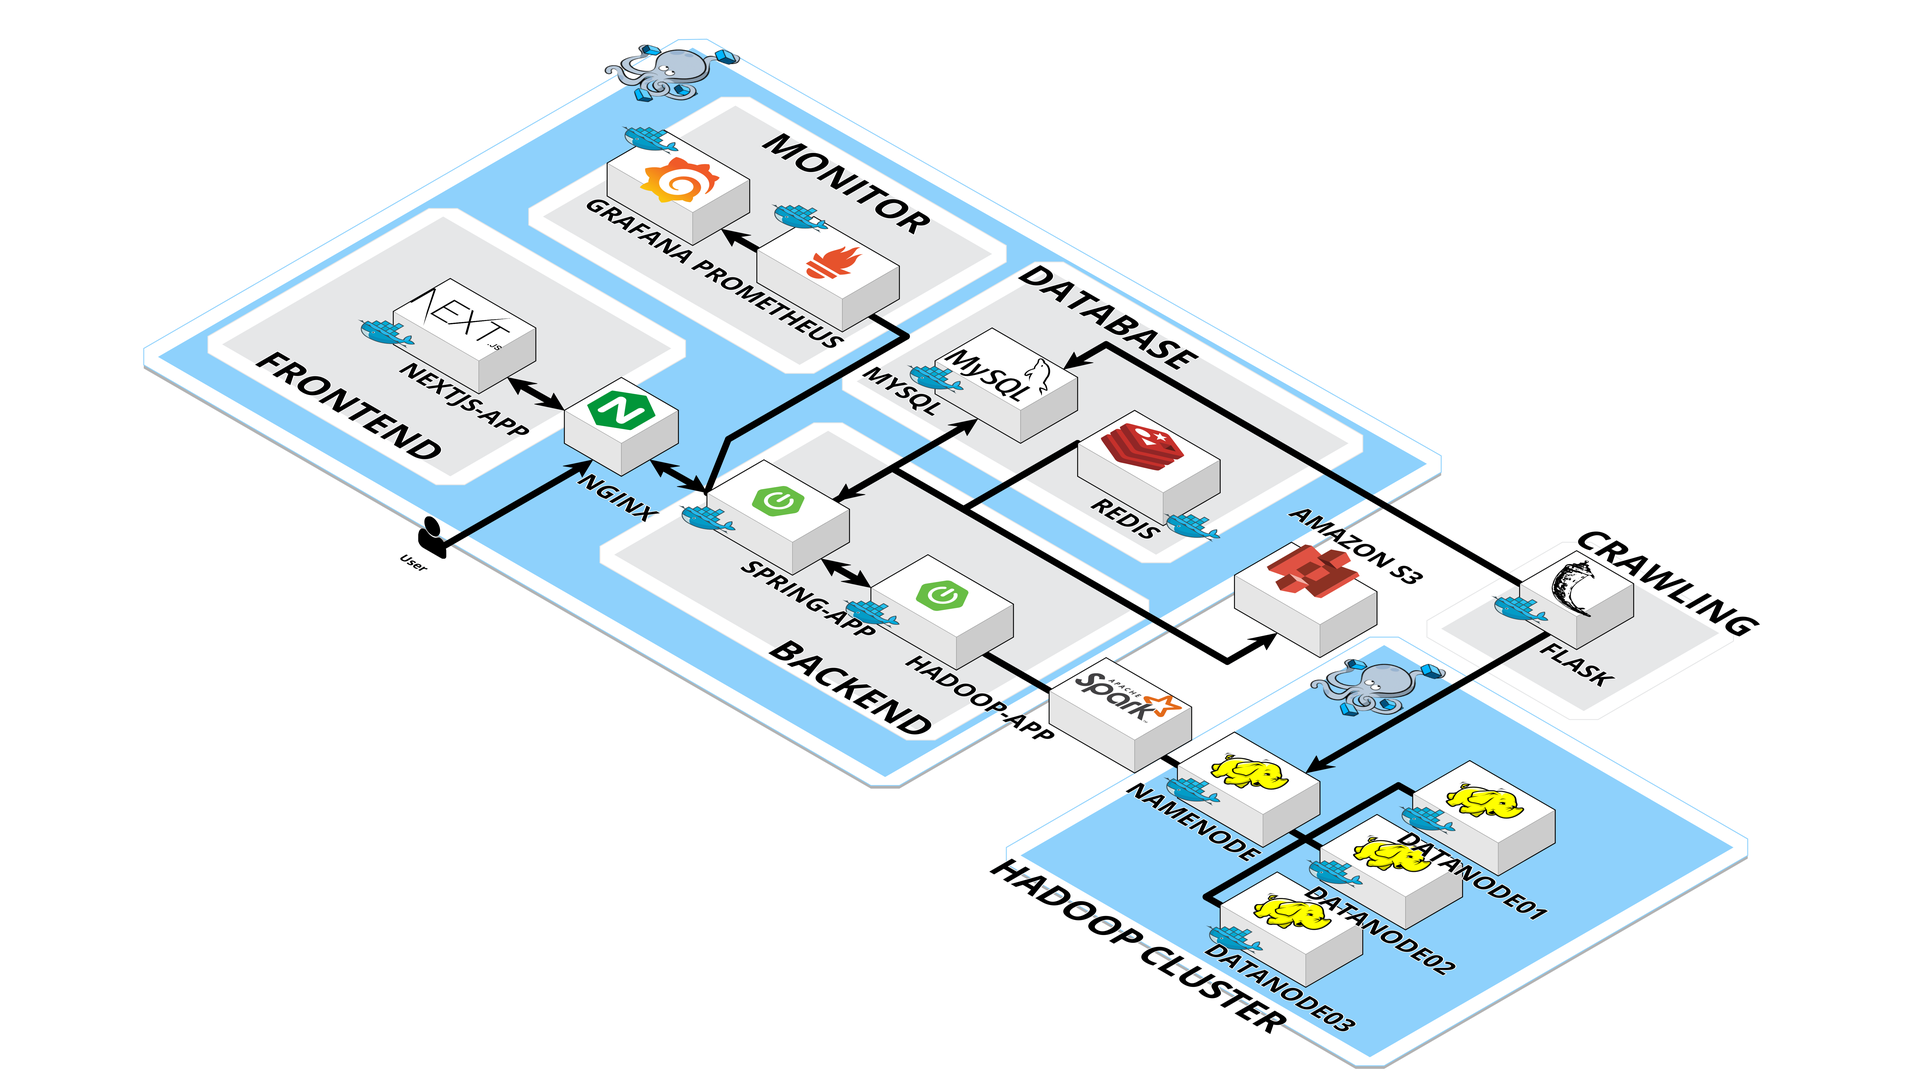 MONITOR
GRAFANA
PROMETHEUS
DATABASE
NEXT.JS
NEXTJS-APP
FRONTEND
MySQL
MYSQL
REDIS
NGINX
User
SPRING-APP
HADOOP-APP
BACKEND
AMAZON S3
CRAWLING
FLASK
APACHE
Spark
NAMENODE
DATANODE01
DATANODE02
DATANODE03
HADOOP CLUSTER